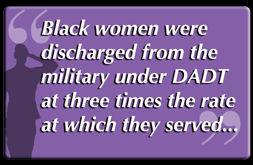 Black women were
discharged from the
military under DADT
at three times the rate
at which they served...